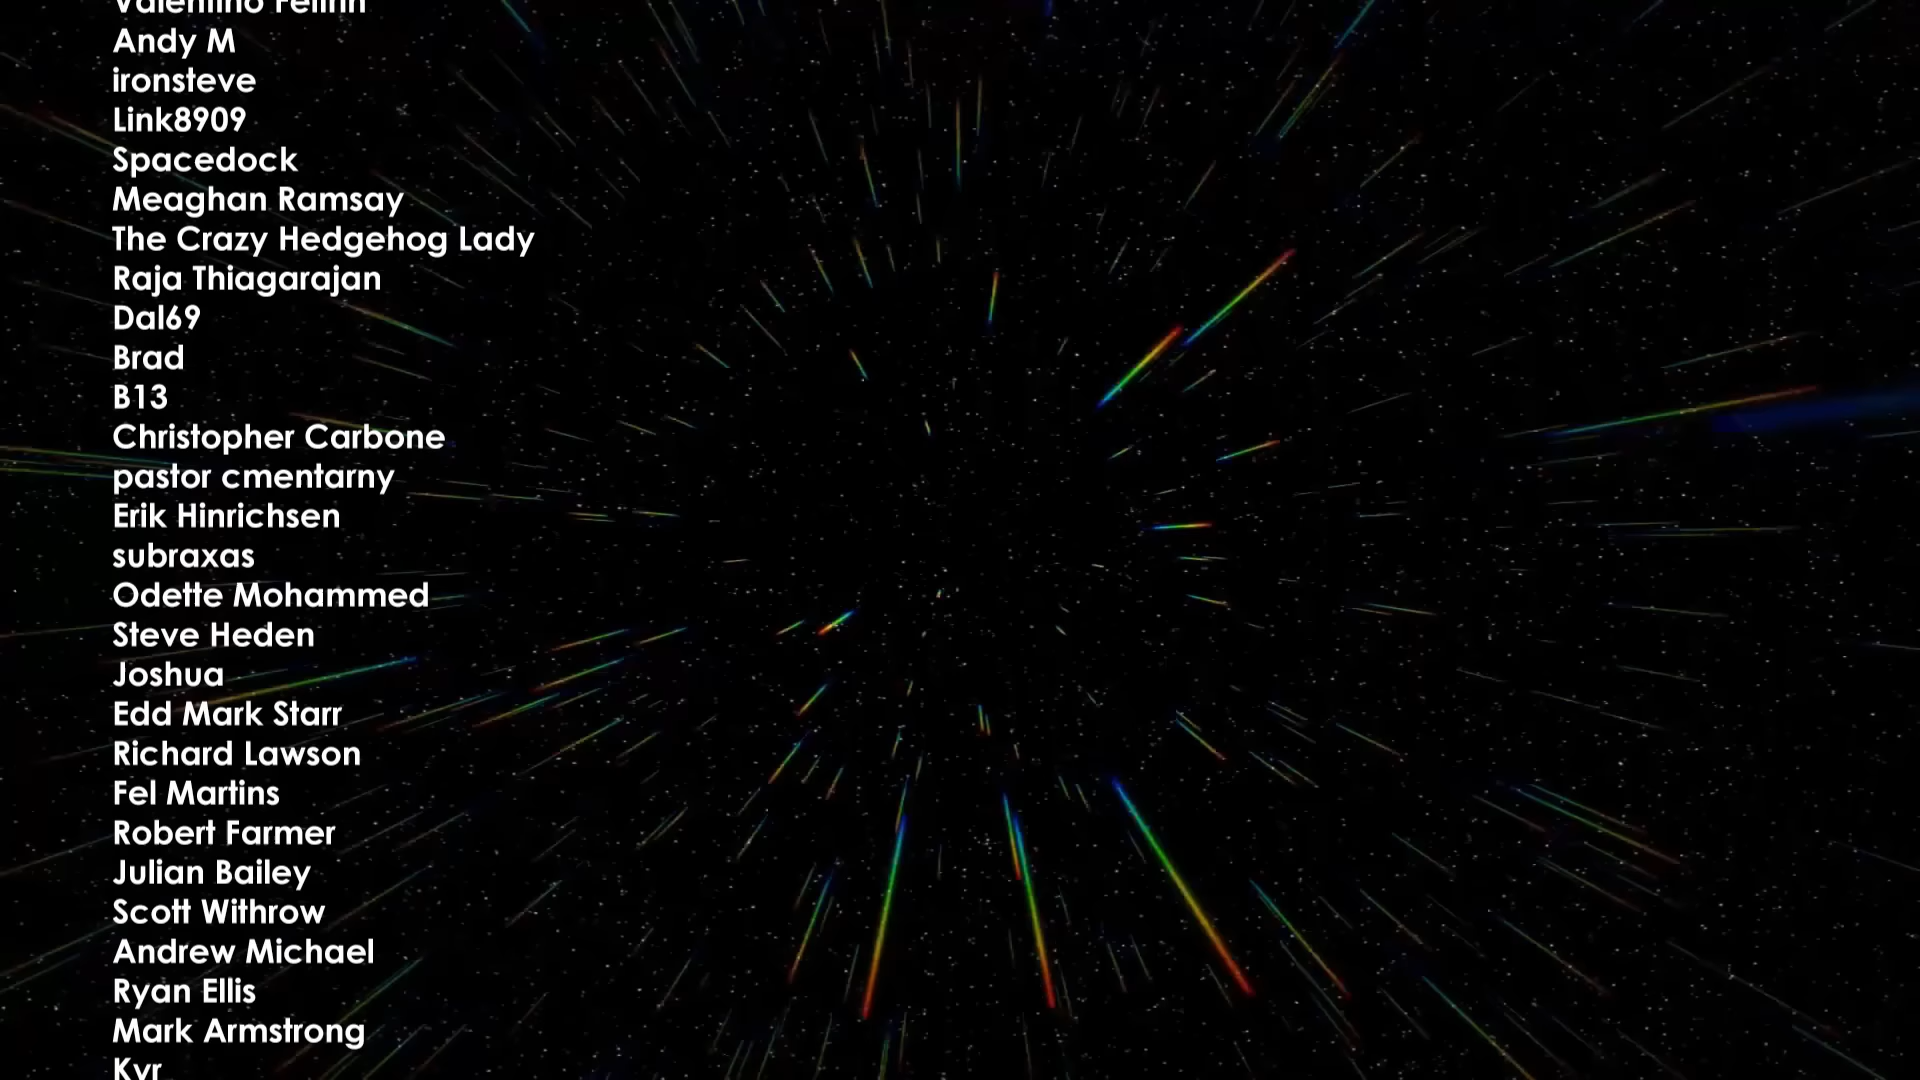 Valentino
Andy M
ironsteve
Link8909
Spacedock
Meaghan Ramsay
The Crazy Hedgehog Lady
Raja Thiagarajan
Dal69
Brad
B13
Christopher Carbone
pastor cmentarny
Erik Hinrichsen
subraxas
Odette Mohammed
Steve Heden
Joshua
Edd Mark Starr
Richard Lawson
Fel Martins
Robert Farmer
Julian Bailey
Scott Withrow
Andrew Michael
Ryan Ellis
Mark Armstrong